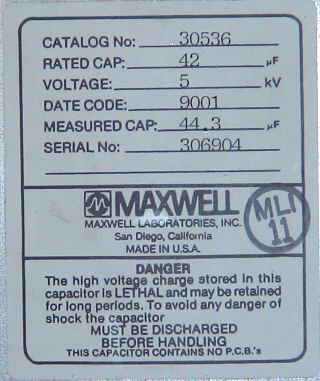 CATALOG No: 30536
RATED CAP: 42 µF
VOLTAGE: 5 kV
DATE CODE: 9001
MEASURED CAP: 44.3 µF
SERIAL No: 306904
MAXWELL
MAXWELL LABORATORIES, INC.
San Diego, California
MADE IN U.S.A.
MLI
11
DANGER
The high voltage charge stored in this
capacitor is LETHAL and may be retained
for long periods. To avoid any danger of
shock the capacitor
MUST BE DISCHARGED
BEFORE HANDLING
THIS CAPACITOR CONTAINS NO P.C.B.'s